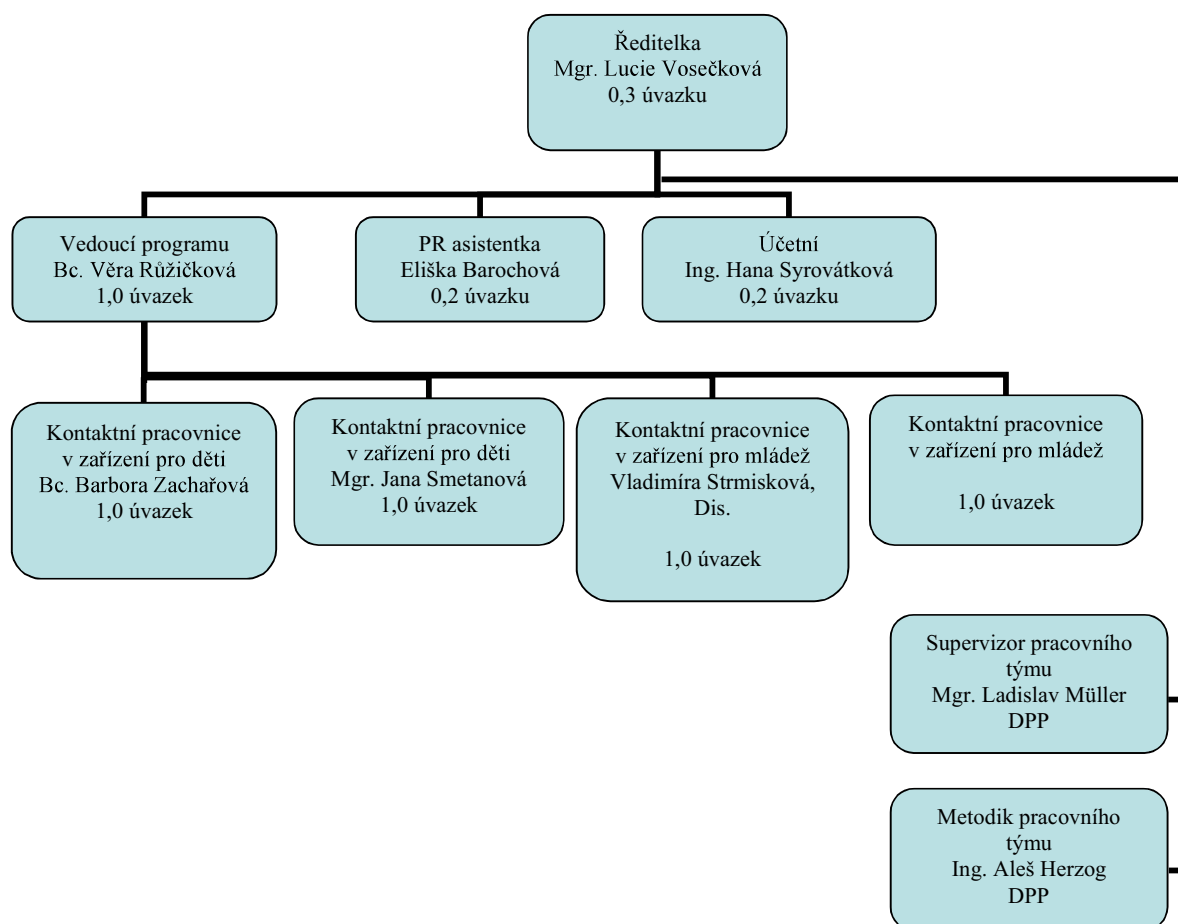 Ředitelka
Mgr. Lucie Vosečková
0,3 úvazku
Vedoucí programu
Bc. Věra Růžičková
1,0 úvazek
PR asistentka
Eliška Barochová
0,2 úvazku
Účetní
Ing. Hana Syrovátková
0,2 úvazku
Kontaktní pracovnice
v zařízení pro děti
Bc. Barbora Zachařová
1,0 úvazek
Kontaktní pracovnice
v zařízení pro děti
Mgr. Jana Smetanová
1,0 úvazek
Kontaktní pracovnice
v zařízení pro mládež
Vladimíra Strmisková,
Dis.
1,0 úvazek
Kontaktní pracovnice
v zařízení pro mládež
1,0 úvazek
Supervizor pracovního
týmu
Mgr. Ladislav Müller
DPP
Metodik pracovního
týmu
Ing. Aleš Herzog
DPP